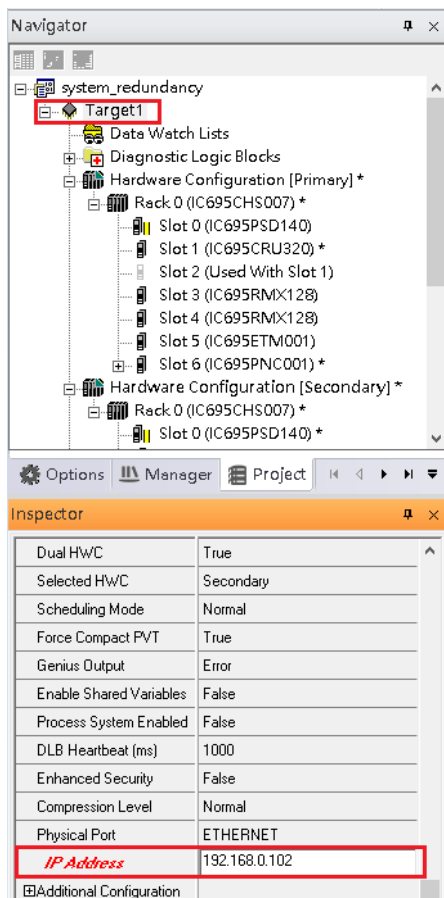 Navigator
system_redundancy
Target1
Data Watch Lists
Diagnostic Logic Blocks
Hardware Configuration [Primary] *
Rack 0 (IC695CHS007) *
Slot 0 (IC695PSD140)
Slot 1 (IC695CRU320) *
Slot 2 (Used With Slot 1)
Slot 3 (IC695RMX128)
Slot 4 (IC695RMX128)
Slot 5 (IC695ETM001)
Slot 6 (IC695PNC001) *
Hardware Configuration [Secondary] *
Rack 0 (IC695CHS007) *
Slot 0 (IC695PSD140) *
Options Manager Project
Inspector
Dual HWC True
Selected HWC Secondary
Scheduling Mode Normal
Force Compact PVT True
Genius Output Error
Enable Shared Variables False
Process System Enabled False
DLB Heartbeat (ms) 1000
Enhanced Security False
Compression Level Normal
Physical Port ETHERNET
IP Address 192.168.0.102
Additional Configuration